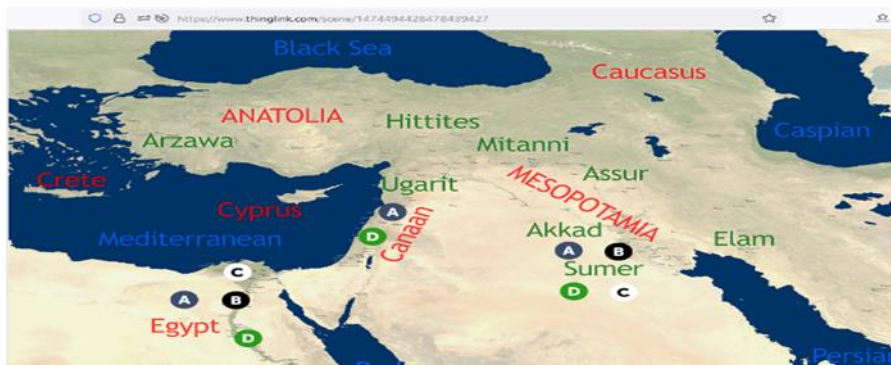 https://www.thinglink.com/scene/1474494428478439427
Black Sea
Caucasus
ANATOLIA
Hittites
Caspian
Arzawa
Mitanni
Assur
Crete
Ugarit
MESOPOTAMIA
Cyprus
A
Canaan
Mediterranean
D
Akkad
A
B
Elam
C
Sumer
A
B
D
C
Egypt
D
Persian